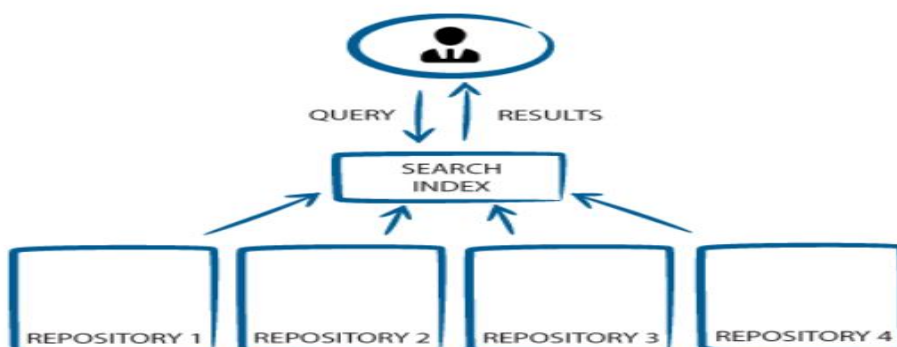 QUERY
RESULTS
SEARCH
INDEX
REPOSITORY 1
REPOSITORY 2
REPOSITORY 3
REPOSITORY 4